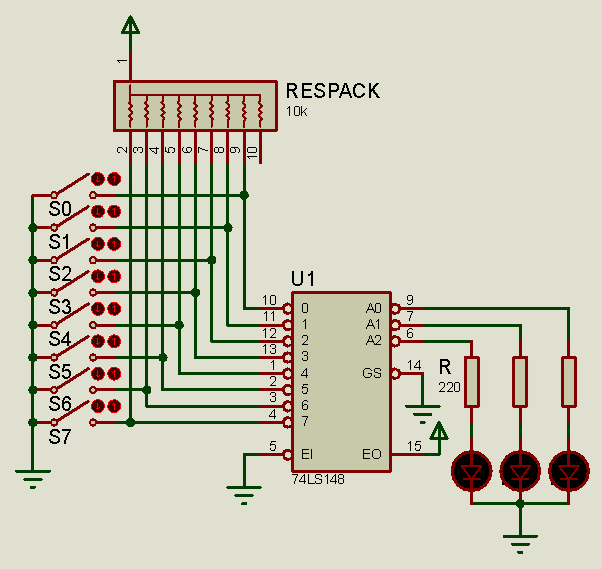 1
RESPACK
10k
2 3 4 5 6 7 8 9 10
S0
S1
S2
S3
S4
S5
S6
S7
U1
10 0 A0 9
11 1 A1 7
12 2 A2 6
13 3
1 4 GS 14
2 5
3 6
4 7
5 EI EO 15
74LS148
R
220